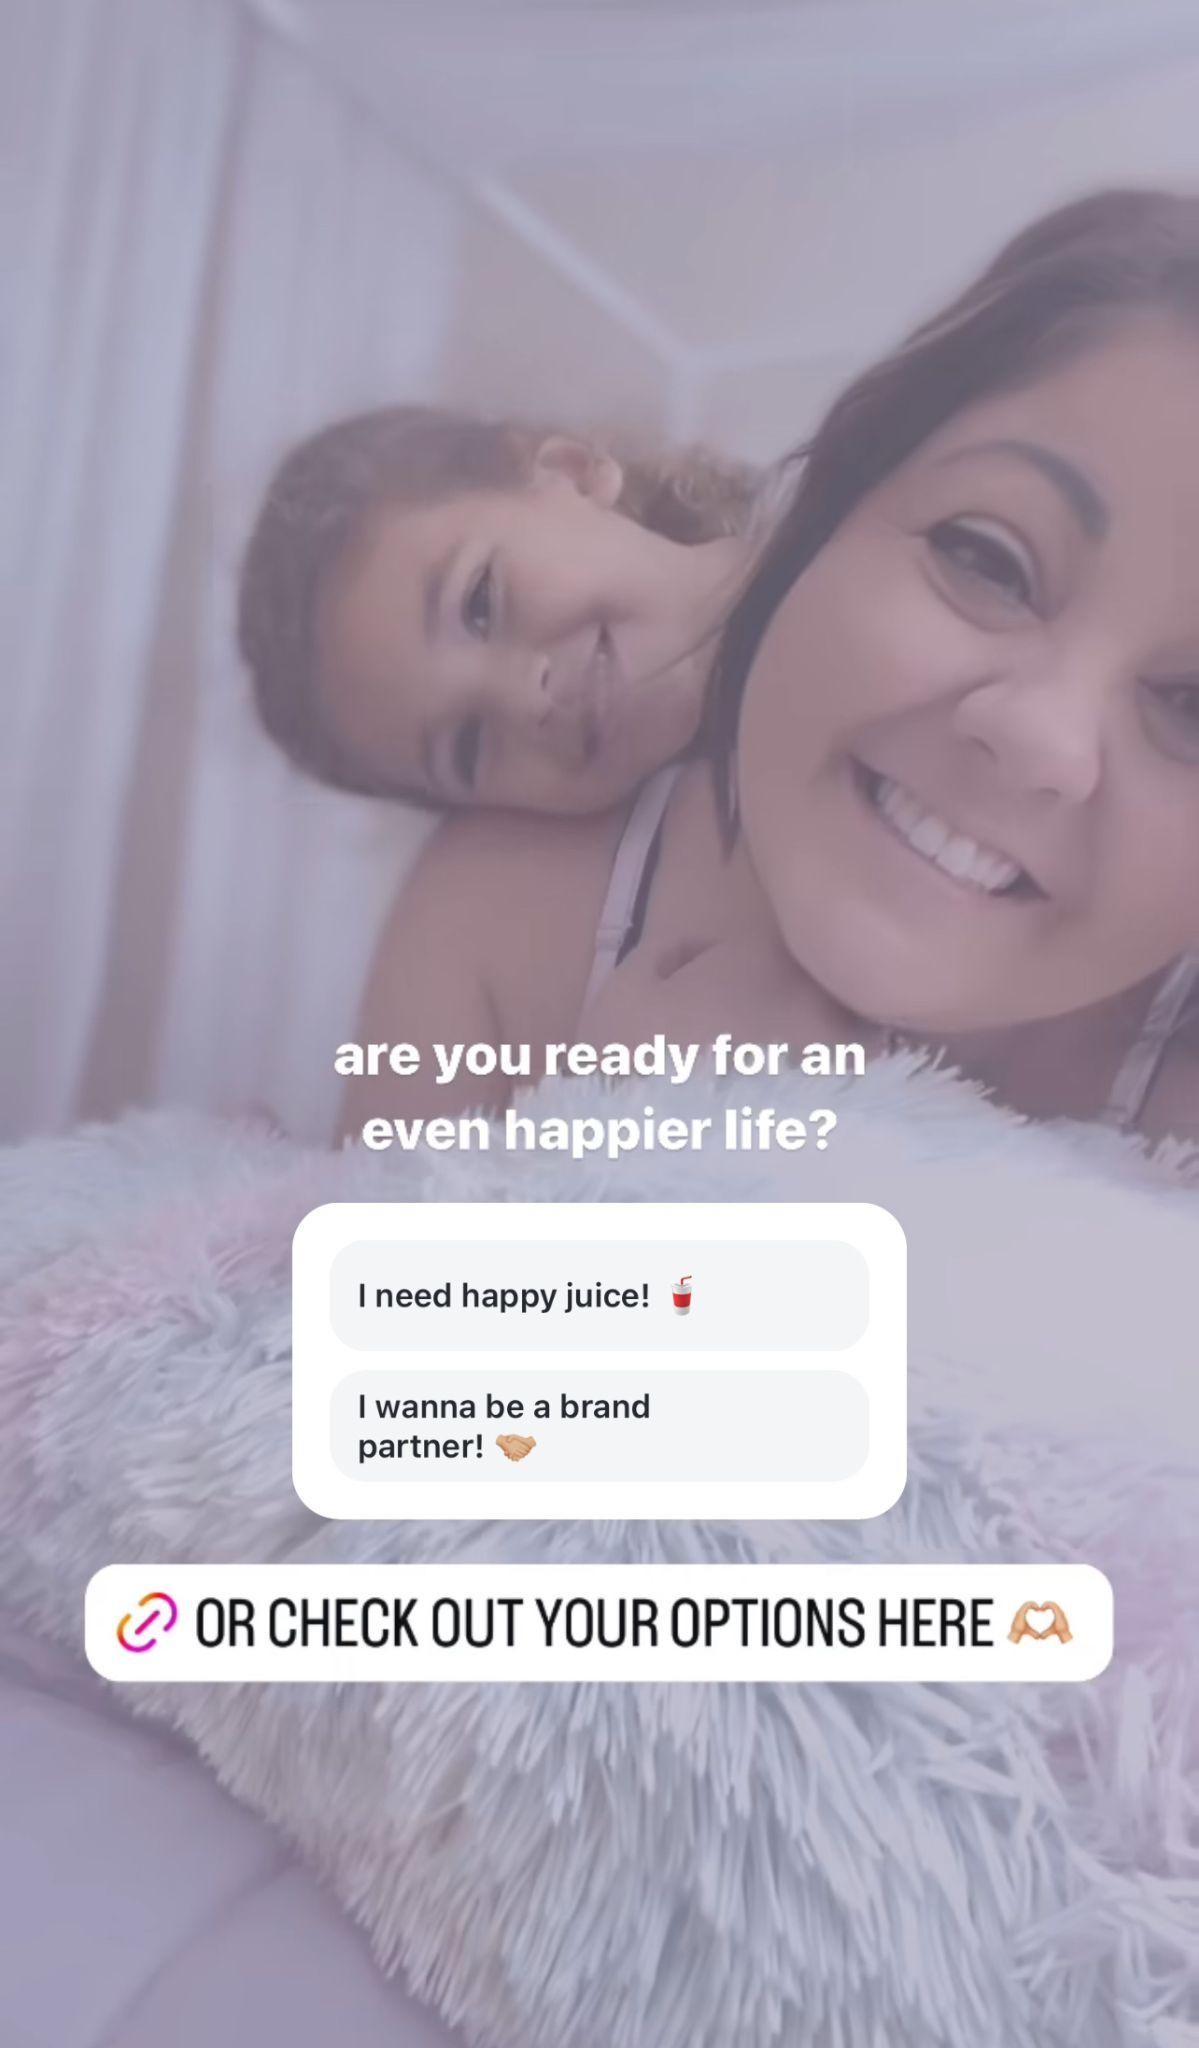 are you ready for an
even happier life?
I need happy juice! 🥤
I wanna be a brand
partner! 🤝🏼
OR CHECK OUT YOUR OPTIONS HERE 🫶🏼